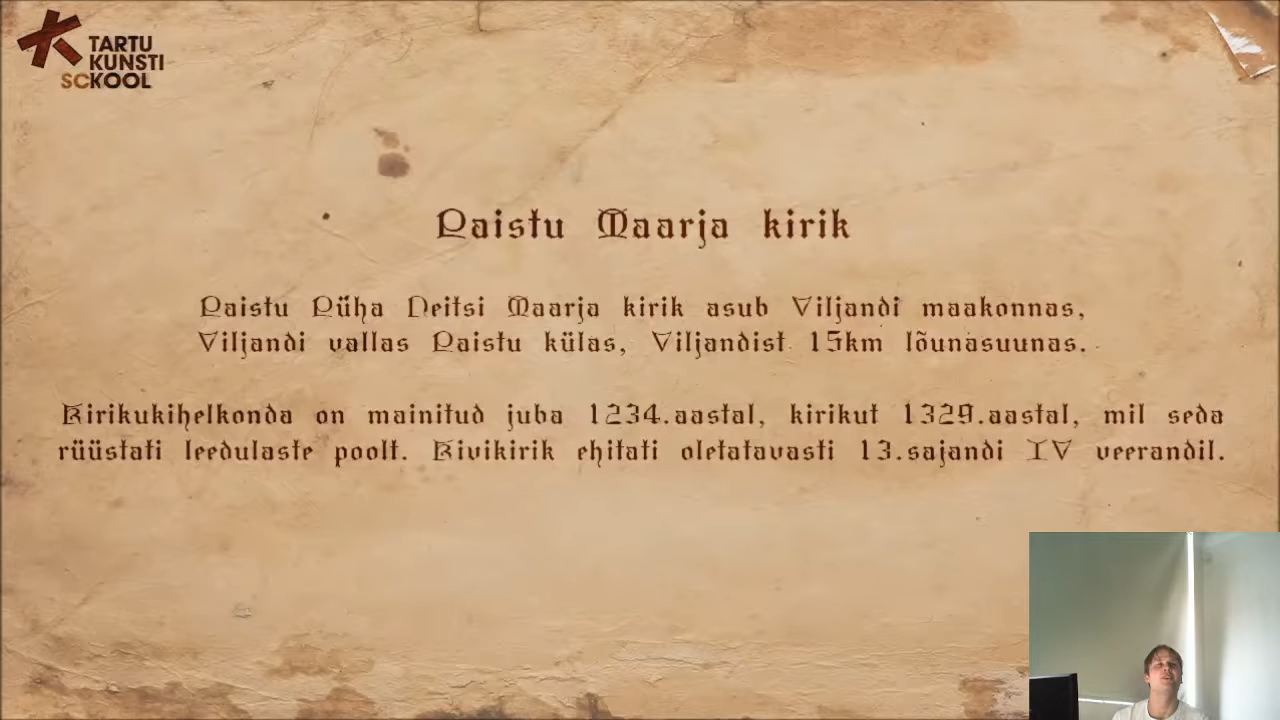 TARTU
KUNSTI
SCKOOL
Paistu Maarja kirik
Paistu Püha Neitsi Maarja kirik asub Viljandi maakonnas,
Viljandi vallas Paistu külas, Viljandist 15km lõunasuunas.
Kirikukihelkonda on mainitud juba 1234.aastal, kirikut 1329.aastal, mil seda
rüüstati leedulaste poolt. Kivikirik ehitati oletatavasti 13.sajandi IV veerandil.